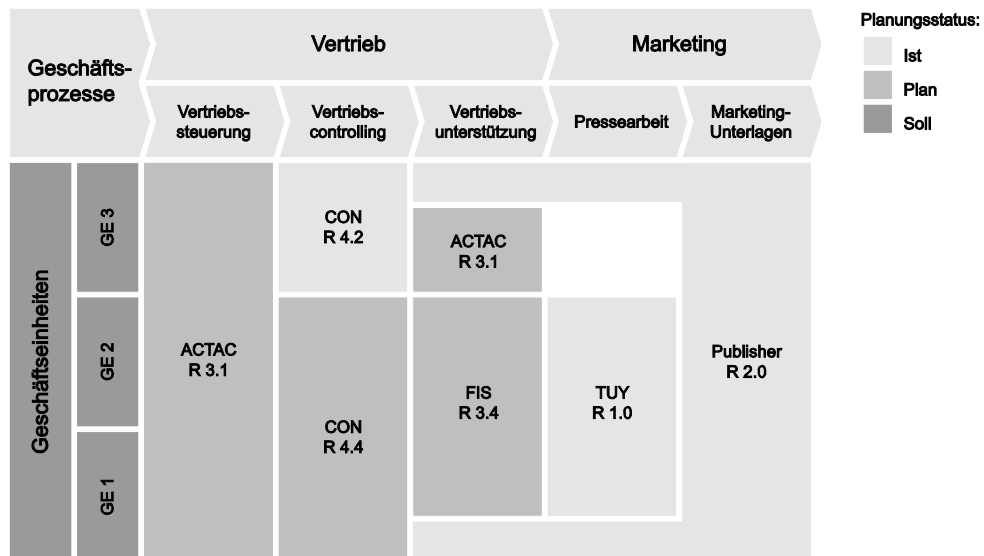 Planungsstatus:
Ist
Plan
Soll
Geschäfts-
prozesse
Vertrieb
Marketing
Vertriebs-
steuerung
Vertriebs-
controlling
Vertriebs-
unterstützung
Pressearbeit
Marketing-
Unterlagen
Geschäftseinheiten
GE 3
GE 2
GE 1
ACTAC
R 3.1
CON
R 4.2
CON
R 4.4
ACTAC
R 3.1
FIS
R 3.4
TUY
R 1.0
Publisher
R 2.0